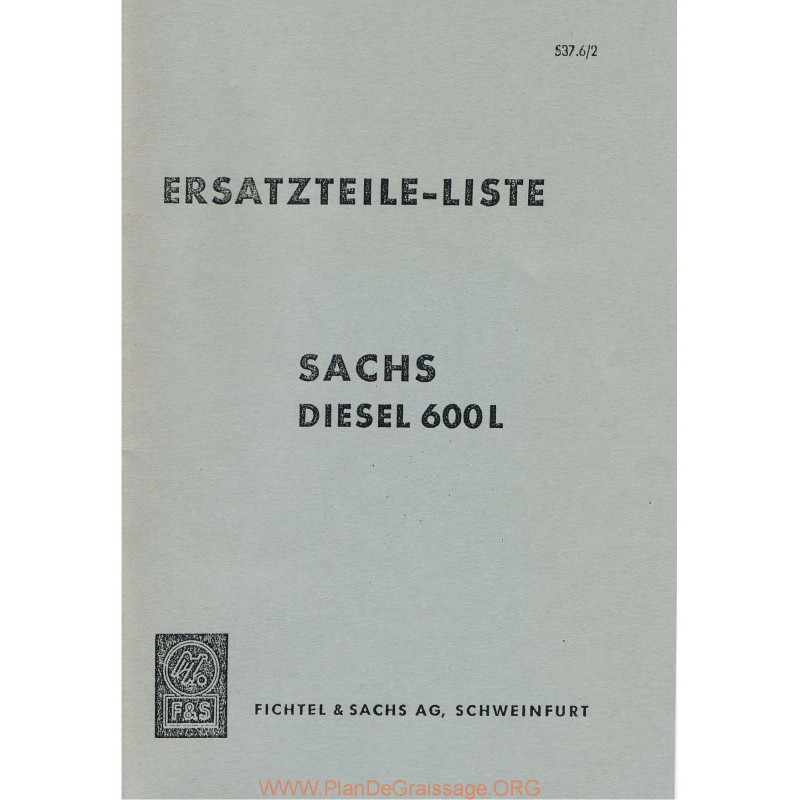 537.6/2
ERSATZTEILE-LISTE
SACHS
DIESEL 600 L
F&S
FICHTEL & SACHS AG, SCHWEINFURT
WWW.PlanDeGraissage.ORG